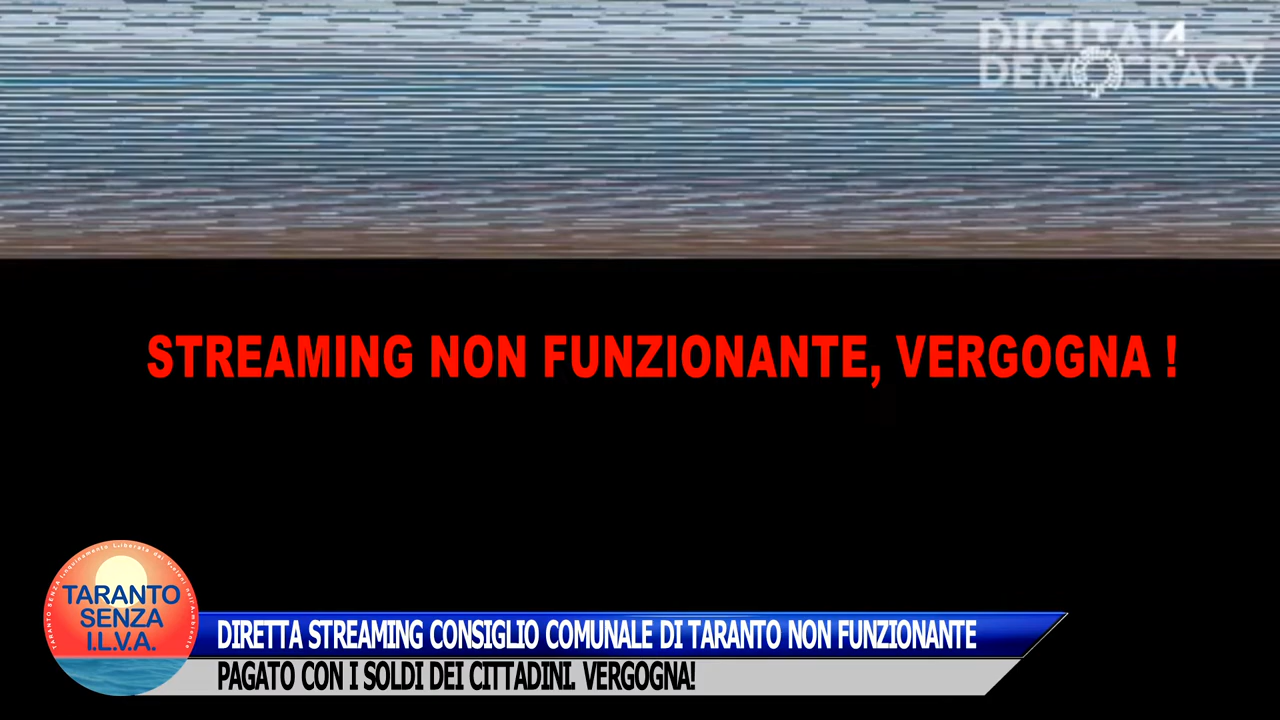 DIGITAL4
DEMOCRACY
STREAMING NON FUNZIONANTE, VERGOGNA !
TARANTO
SENZA
I.L.V.A.
DIRETTA STREAMING CONSIGLIO COMUNALE DI TARANTO NON FUNZIONANTE
PAGATO CON I SOLDI DEI CITTADINI. VERGOGNA!